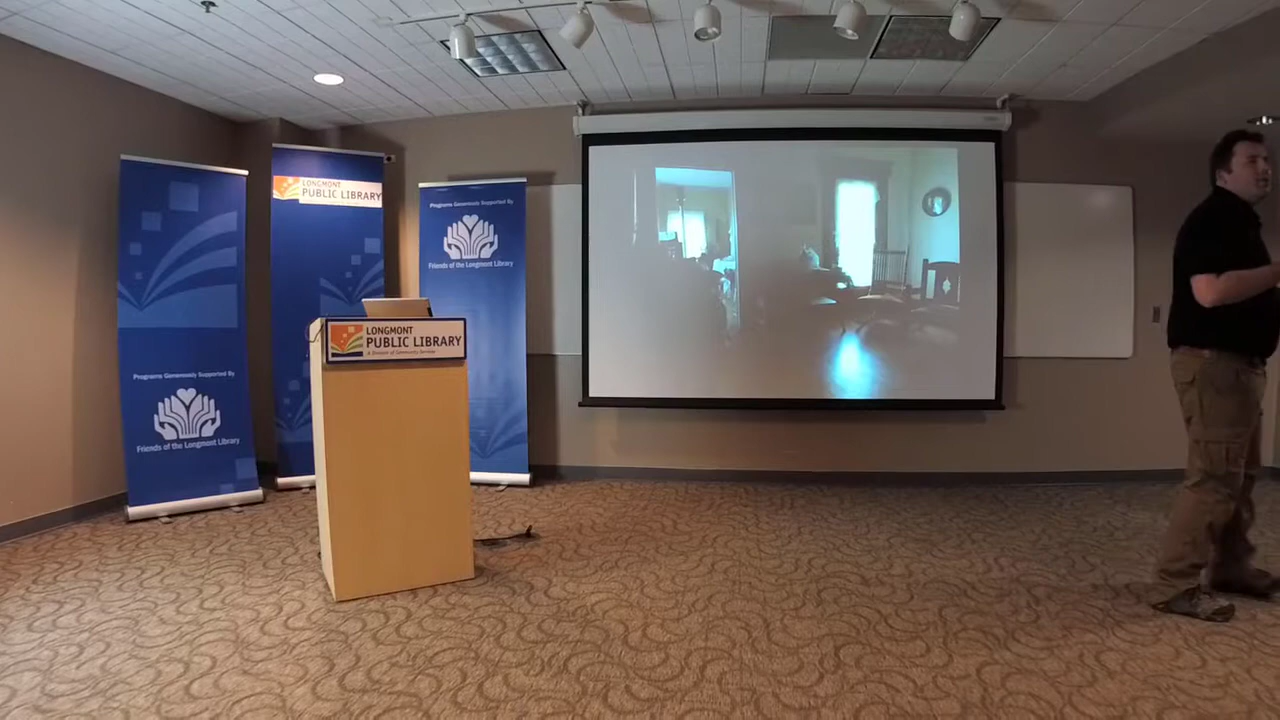 Programs Generously Supported By
Friends of the Longmont Library
LONGMONT
PUBLIC LIBRARY
Programs Generously Supported By
Friends of the Longmont Library
LONGMONT
PUBLIC LIBRARY
A Division of Community Services